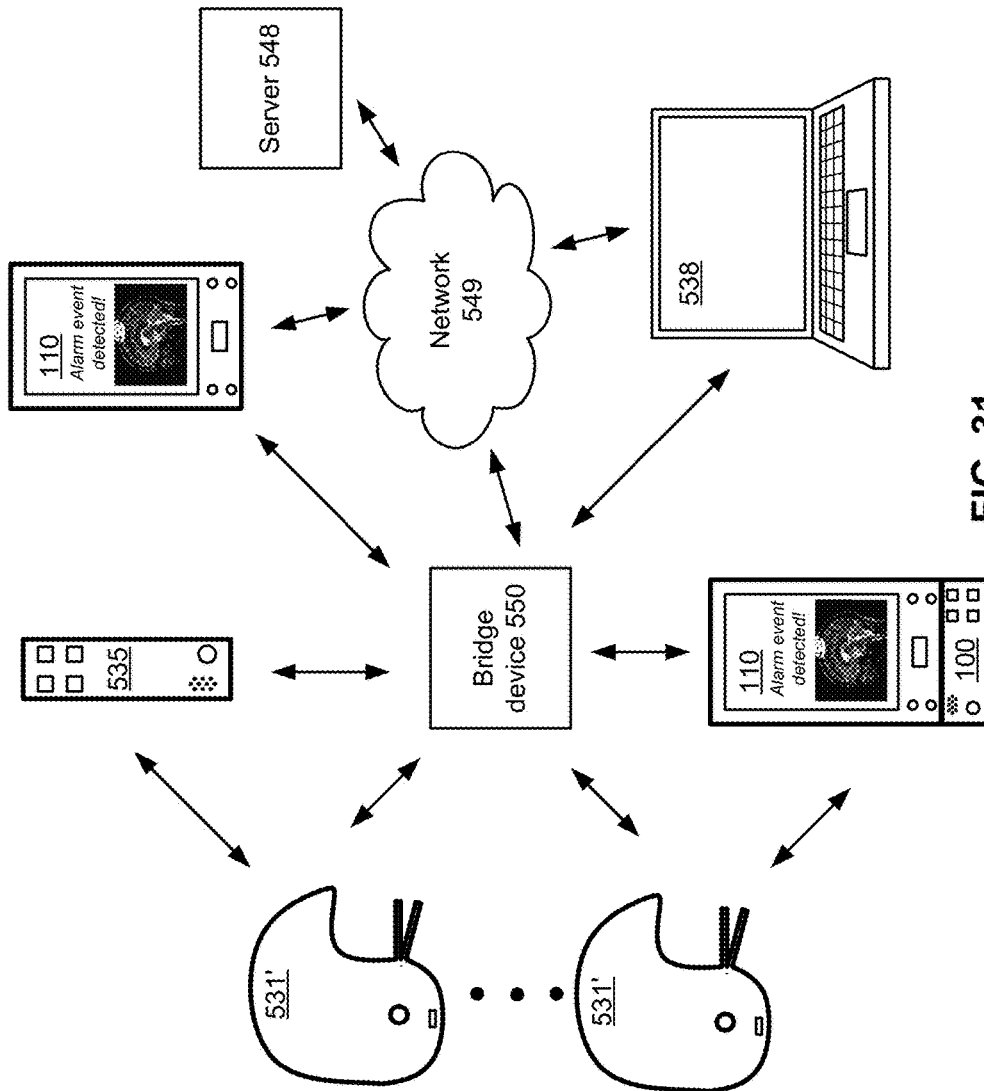 535
110
Alarm event
detected!
Server 548
531'
Network
549
Bridge
device 550
531'
538
110
Alarm event
detected!
100
FIG.